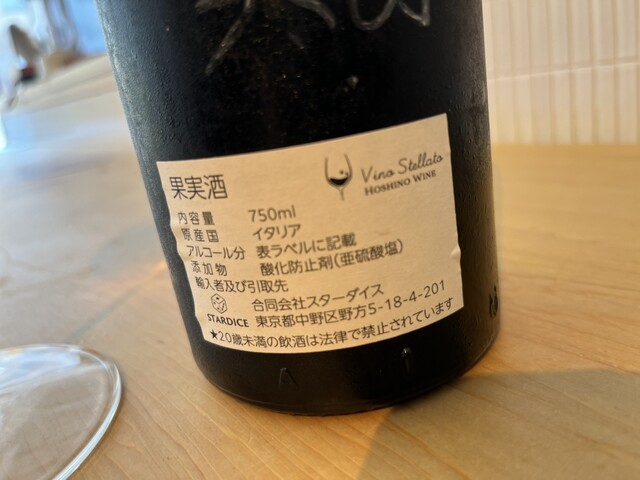 果実酒
Vino Stellato
HOSHINO WINE
内容量 750ml
原産国 イタリア
アルコール分 表ラベルに記載
添加物 酸化防止剤(亜硫酸塩)
輸入者及び引取先
合同会社スターダイス
STARDICE 東京都中野区野方5-18-4-201
★20歳未満の飲酒は法律で禁止されています